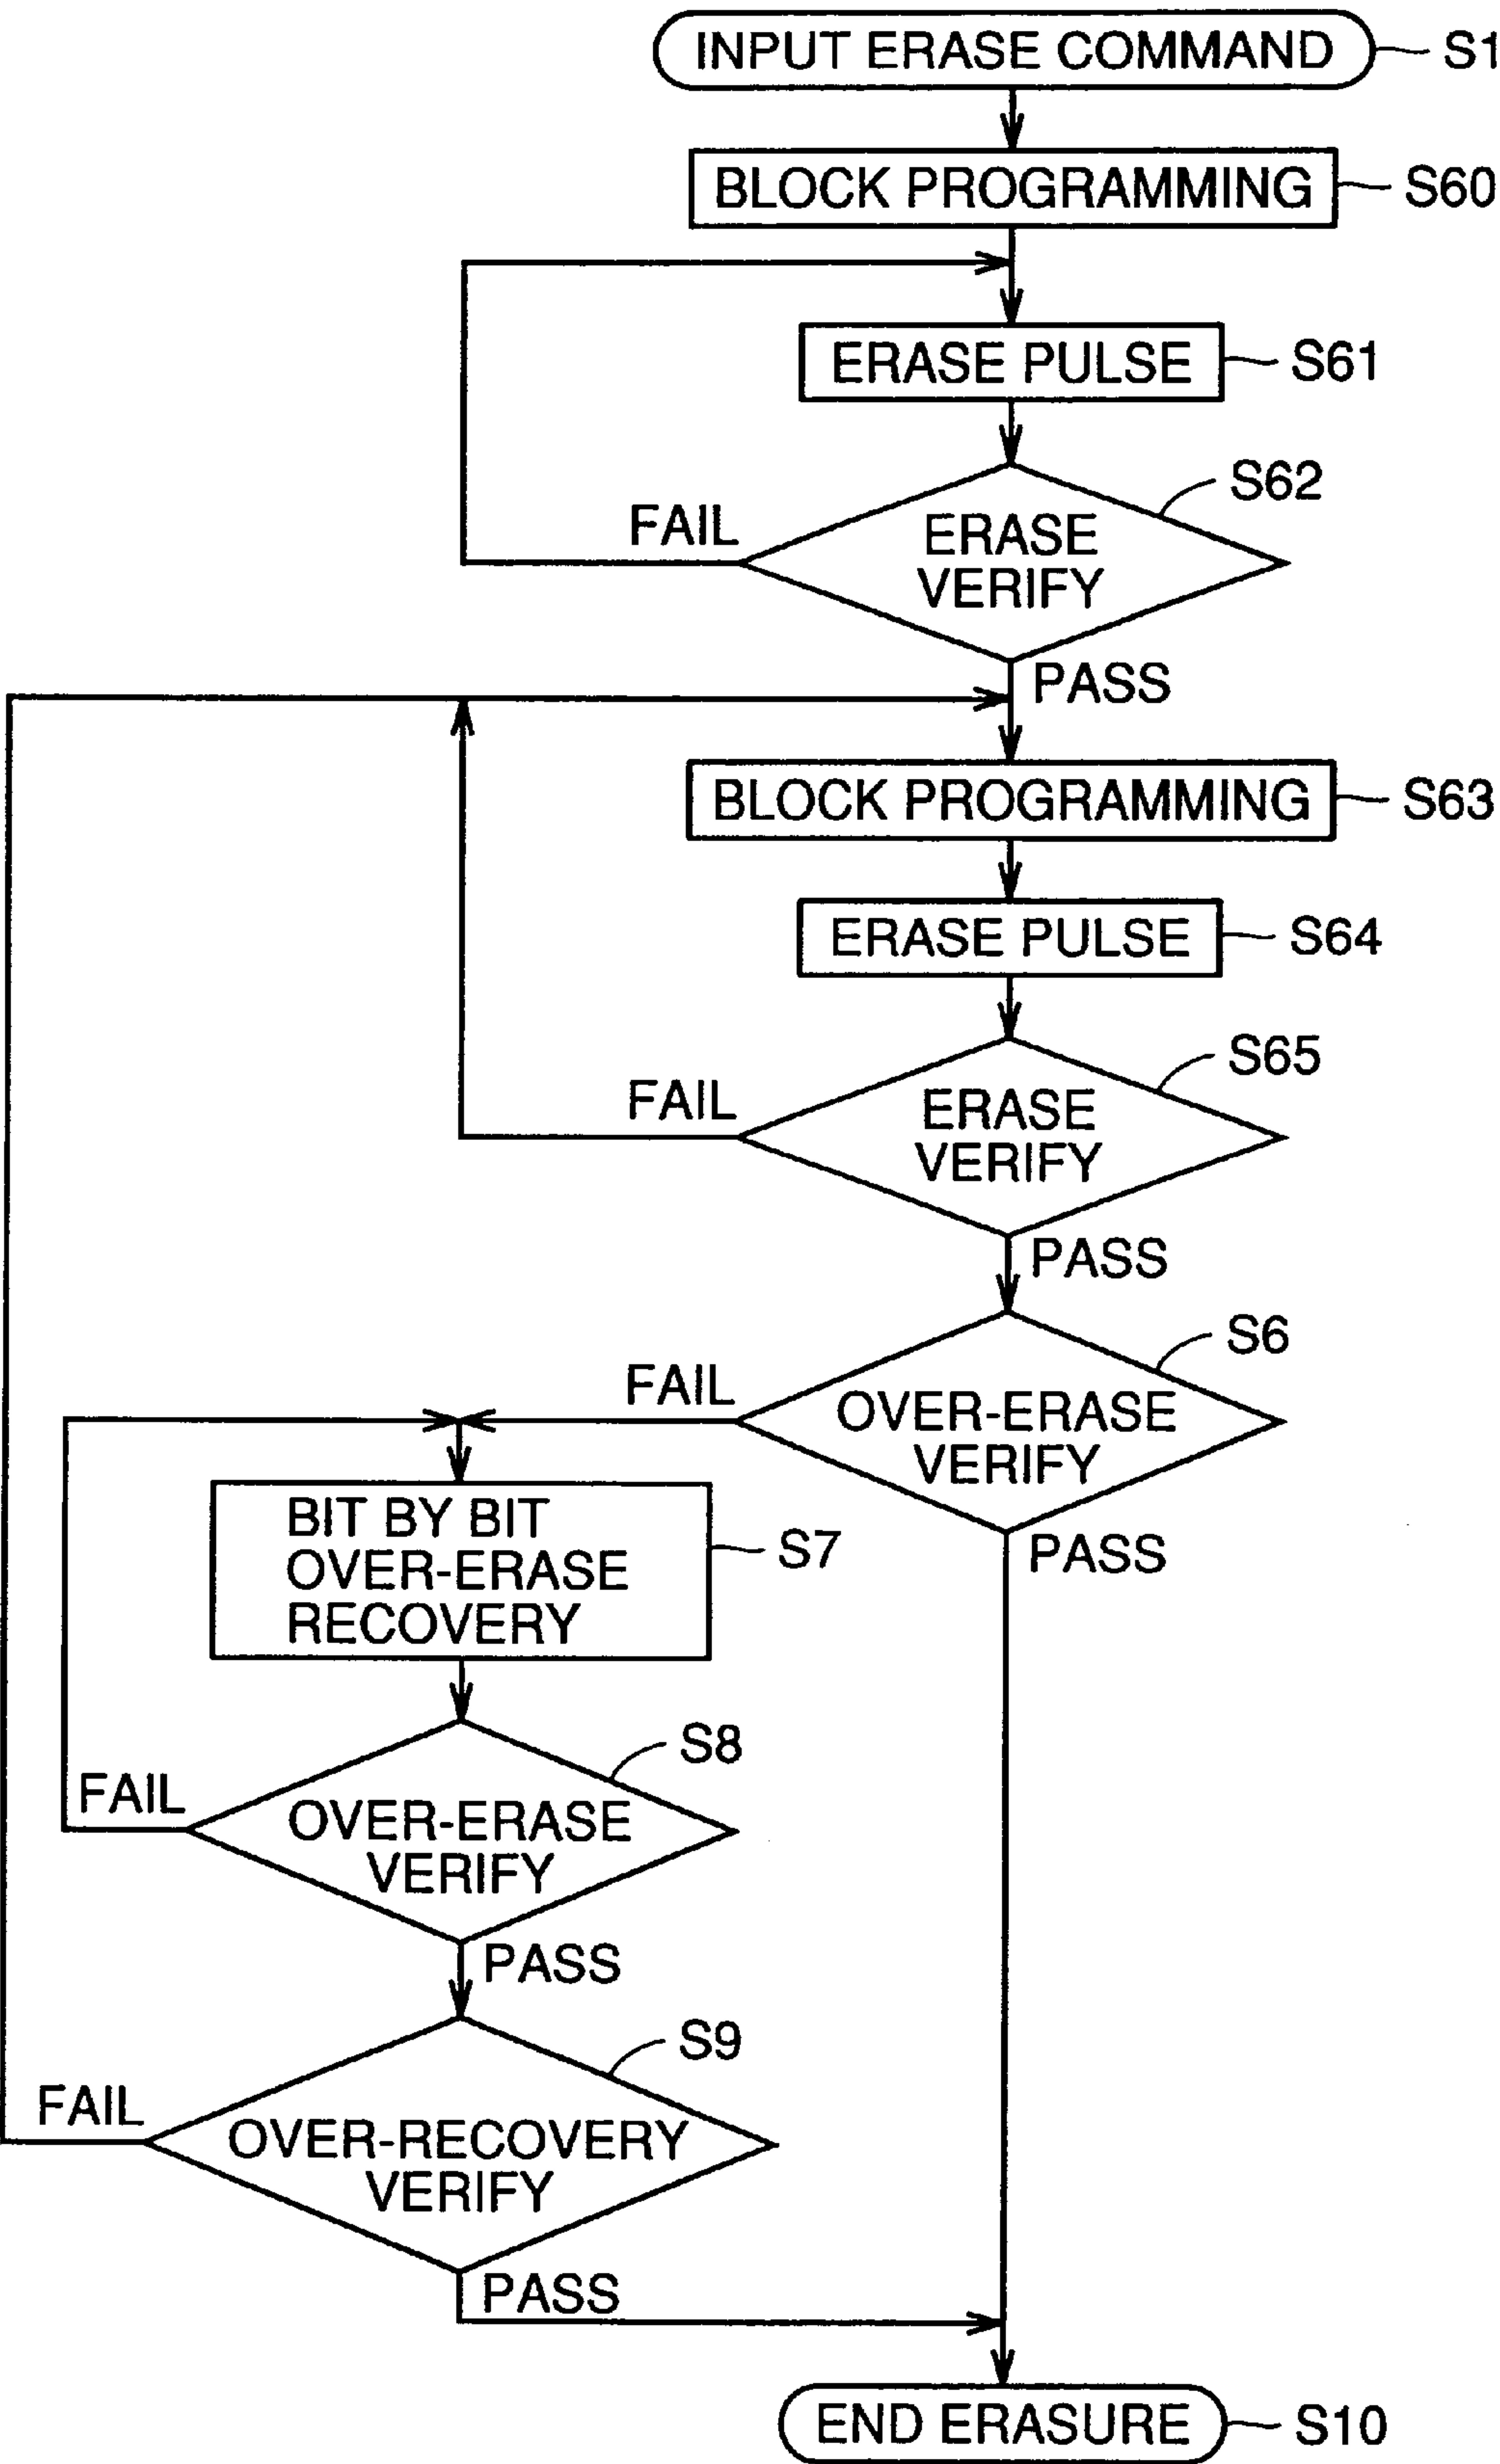 INPUT ERASE COMMAND
S1
BLOCK PROGRAMMING
S60
ERASE PULSE
S61
S62
FAIL
ERASE
VERIFY
PASS
BLOCK PROGRAMMING
S63
ERASE PULSE
S64
S65
FAIL
ERASE
VERIFY
PASS
S6
FAIL
OVER-ERASE
VERIFY
PASS
BIT BY BIT
OVER-ERASE
RECOVERY
S7
S8
FAIL
OVER-ERASE
VERIFY
PASS
S9
FAIL
OVER-RECOVERY
VERIFY
PASS
END ERASURE
S10